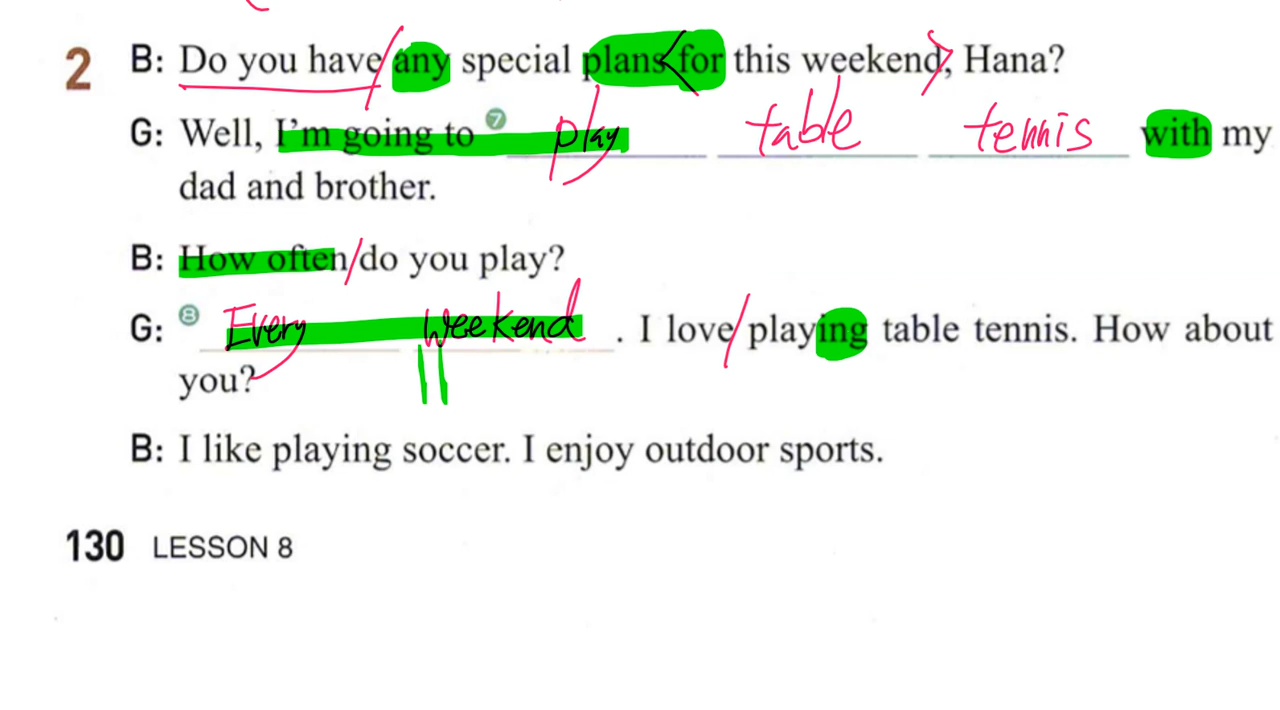 2 B: Do you have any special plans for this weekend, Hana?
G: Well, I'm going to ⑦ play table tennis with my
dad and brother.
B: How often do you play?
G: ⑧ Every weekend. I love playing table tennis. How about
you?
B: I like playing soccer. I enjoy outdoor sports.
130 LESSON 8